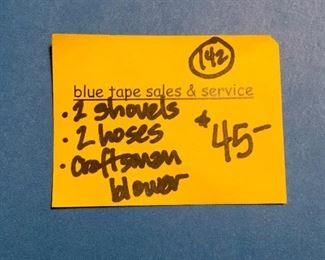 142
blue tape sales & service
• 2 shovels
• 2 hoses
• Craftsman
blower
$45-